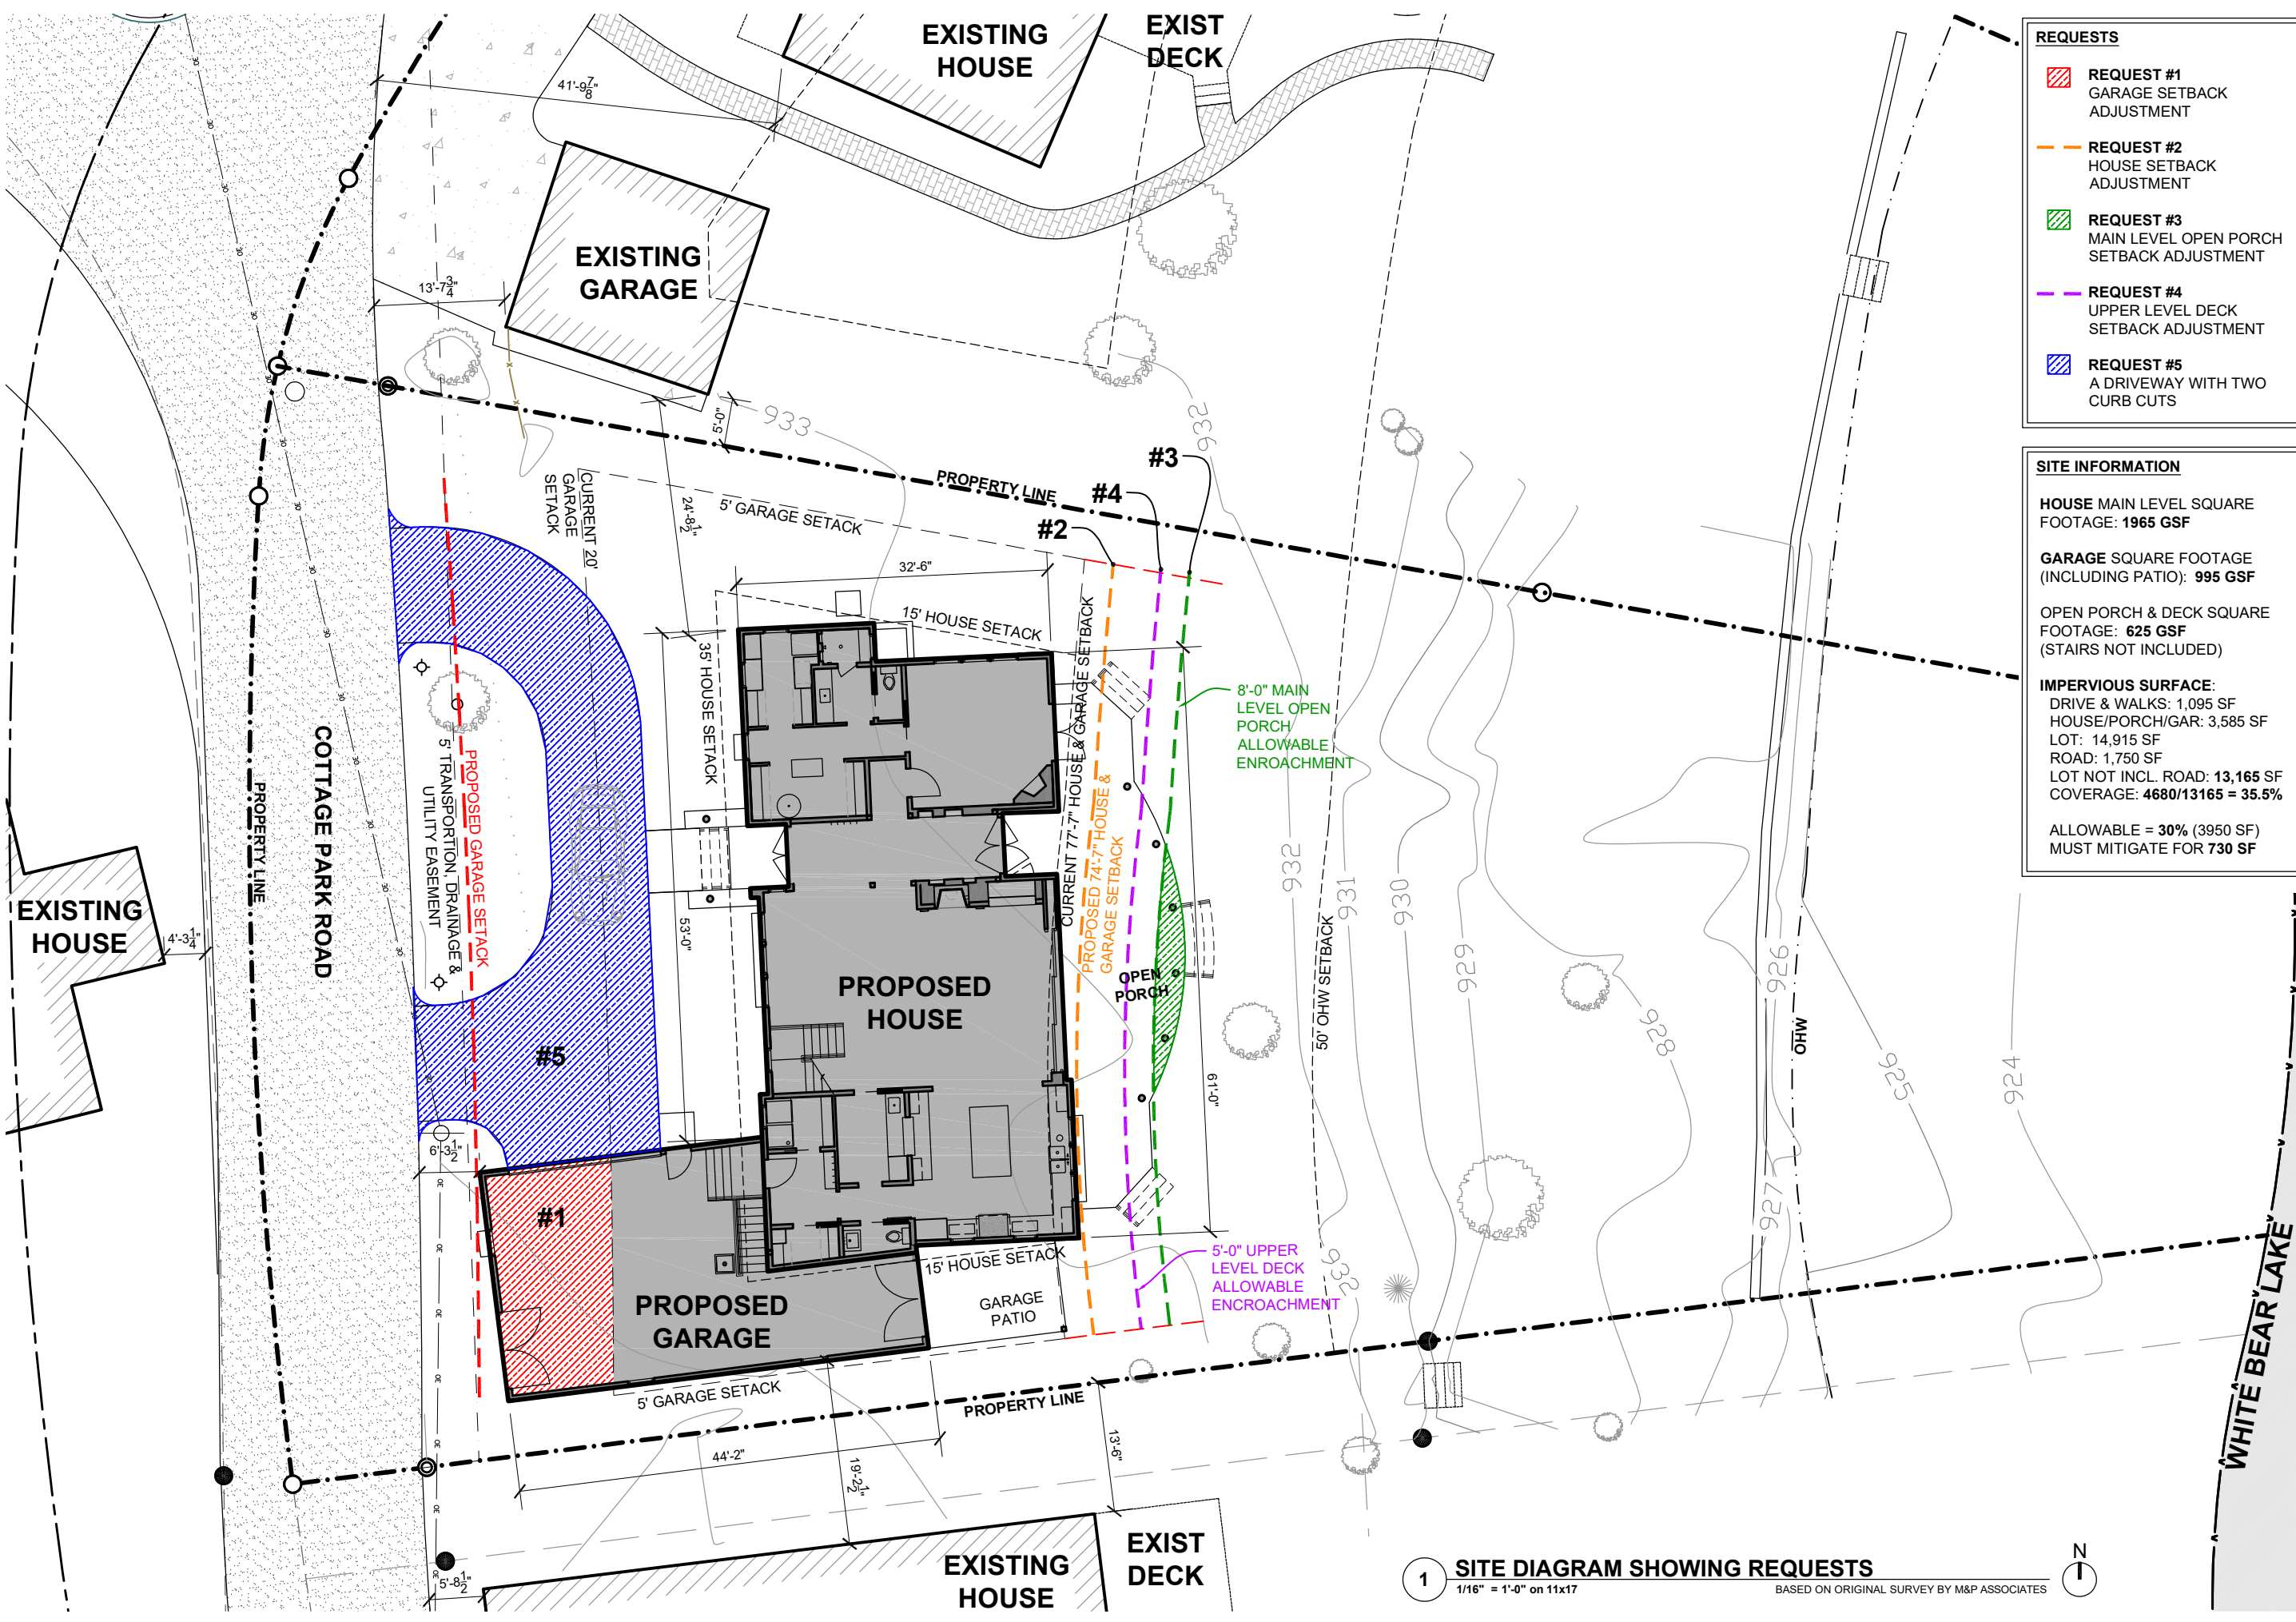 EXISTING
HOUSE
EXIST
DECK
41'-9 7/8"
EXISTING
GARAGE
13'-7 3/4"
5'-0"
933
932
24'-8 1/2"
CURRENT 20'
GARAGE
SETACK
5' GARAGE SETACK
PROPERTY LINE
#3
#4
#2
32'-6"
15' HOUSE SETACK
35' HOUSE SETACK
CURRENT 77'-7" HOUSE & GARAGE SETBACK
PROPOSED 74'-7" HOUSE &
GARAGE SETBACK
8'-0" MAIN
LEVEL OPEN
PORCH
ALLOWABLE
ENROACHMENT
COTTAGE PARK ROAD
PROPERTY LINE
5' TRANSPORTION, DRAINAGE &
UTILITY EASEMENT
PROPOSED GARAGE SETACK
53'-0"
EXISTING
HOUSE
4'-3 1/4"
PROPOSED
HOUSE
OPEN
PORCH
61'-0"
50' OHW SETBACK
932
931
930
929
928
927
926
925
924
OHW
WHITE BEAR LAKE
#5
6'-3 1/2"
#1
PROPOSED
GARAGE
15' HOUSE SETACK
GARAGE
PATIO
5'-0" UPPER
LEVEL DECK
ALLOWABLE
ENCROACHMENT
932
5' GARAGE SETACK
PROPERTY LINE
44'-2"
19'-2 1/2"
13'-6"
5'-8 1/2"
OE
OE
OE
OE
OE
OE
OE
EXISTING
HOUSE
EXIST
DECK
REQUESTS
REQUEST #1
GARAGE SETBACK
ADJUSTMENT
REQUEST #2
HOUSE SETBACK
ADJUSTMENT
REQUEST #3
MAIN LEVEL OPEN PORCH
SETBACK ADJUSTMENT
REQUEST #4
UPPER LEVEL DECK
SETBACK ADJUSTMENT
REQUEST #5
A DRIVEWAY WITH TWO
CURB CUTS
SITE INFORMATION
HOUSE MAIN LEVEL SQUARE
FOOTAGE: 1965 GSF
GARAGE SQUARE FOOTAGE
(INCLUDING PATIO): 995 GSF
OPEN PORCH & DECK SQUARE
FOOTAGE: 625 GSF
(STAIRS NOT INCLUDED)
IMPERVIOUS SURFACE:
DRIVE & WALKS: 1,095 SF
HOUSE/PORCH/GAR: 3,585 SF
LOT: 14,915 SF
ROAD: 1,750 SF
LOT NOT INCL. ROAD: 13,165 SF
COVERAGE: 4680/13165 = 35.5%
ALLOWABLE = 30% (3950 SF)
MUST MITIGATE FOR 730 SF
1
SITE DIAGRAM SHOWING REQUESTS
1/16" = 1'-0" on 11x17
BASED ON ORIGINAL SURVEY BY M&P ASSOCIATES
N